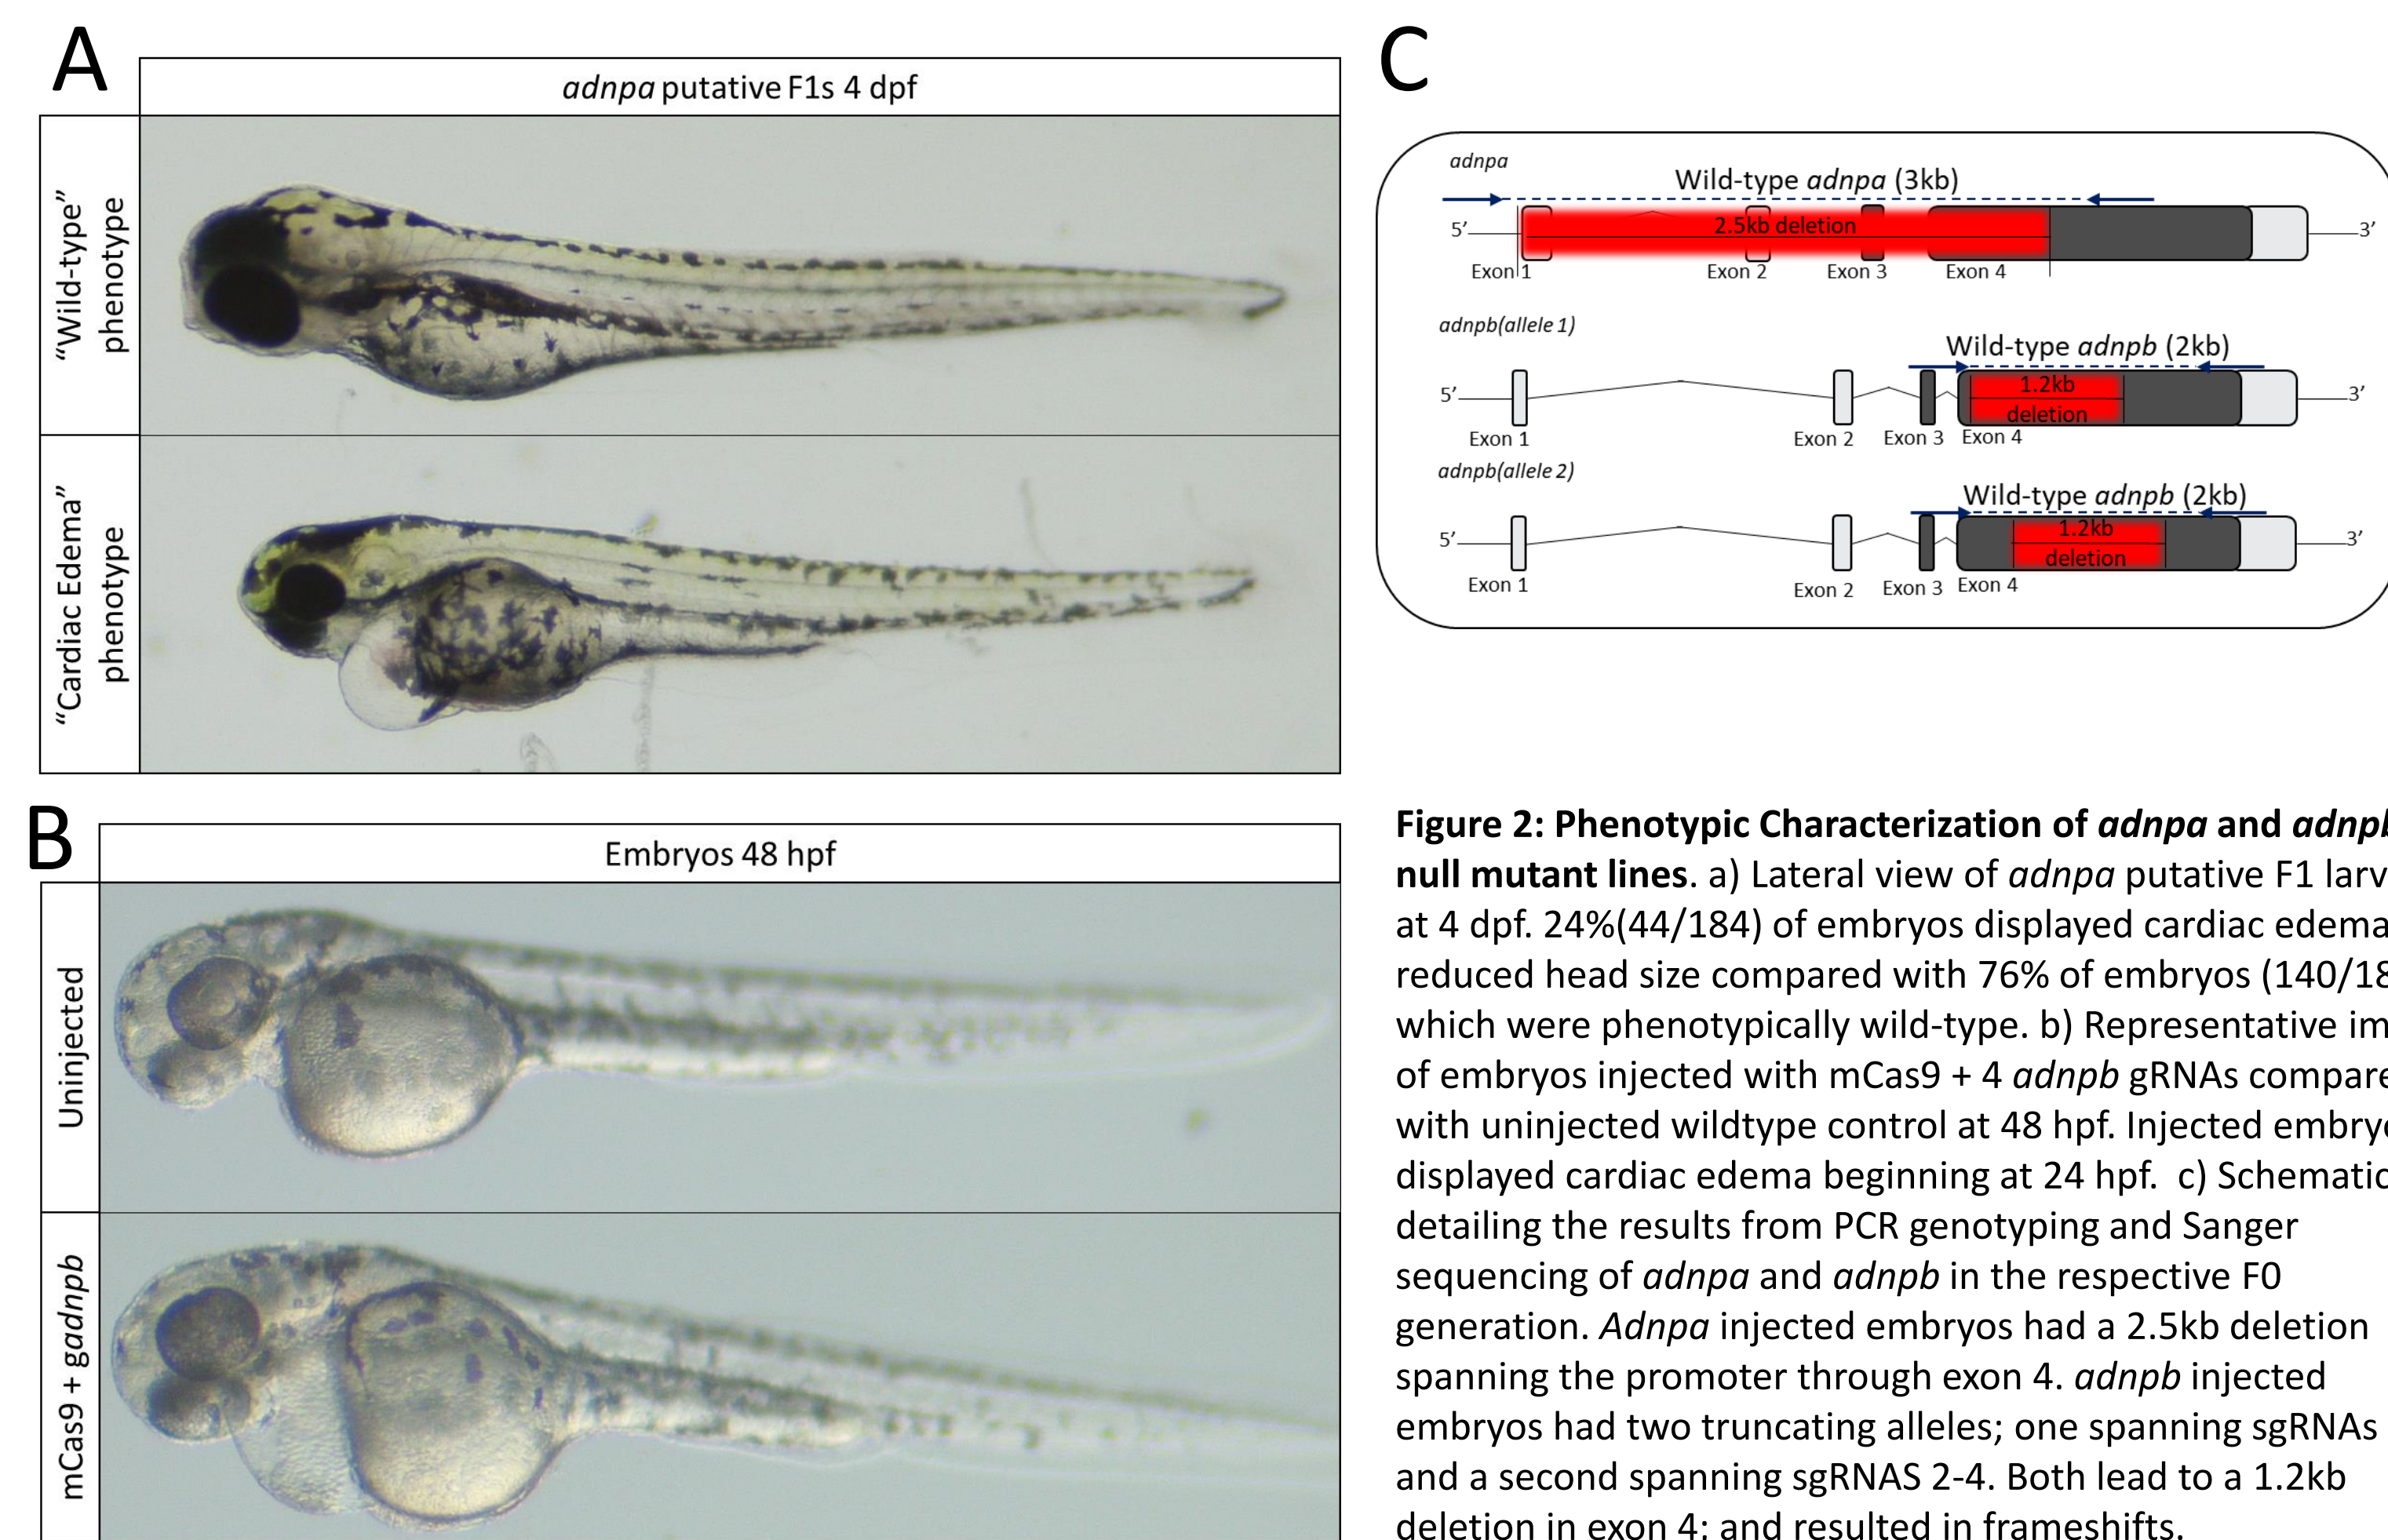 A
adnpa putative F1s 4 dpf
“Wild-type”
phenotype
“Cardiac Edema”
phenotype
B
Embryos 48 hpf
Uninjected
mCas9 + gadnpb
C
adnpa
Wild-type adnpa (3kb)
5’
2.5kb deletion
3’
Exon 1
Exon 2
Exon 3
Exon 4
adnpb(allele 1)
Wild-type adnpb (2kb)
5’
1.2kb
deletion
3’
Exon 1
Exon 2
Exon 3
Exon 4
adnpb(allele 2)
Wild-type adnpb (2kb)
5’
1.2kb
deletion
3’
Exon 1
Exon 2
Exon 3
Exon 4
Figure 2: Phenotypic Characterization of adnpa and
null mutant lines. a) Lateral view of adnpa putative F1
at 4 dpf. 24%(44/184) of embryos displayed cardiac edema
reduced head size compared with 76% of embryos
which were phenotypically wild-type. b) Representative
of embryos injected with mCas9 + 4 adnpb gRNAs
with uninjected wildtype control at 48 hpf. Injected
displayed cardiac edema beginning at 24 hpf. c) Schematic
detailing the results from PCR genotyping and Sanger
sequencing of adnpa and adnpb in the respective F0
generation. Adnpa injected embryos had a 2.5kb deletion
spanning the promoter through exon 4. adnpb injected
embryos had two truncating alleles; one spanning sgRNAs
and a second spanning sgRNAS 2-4. Both lead to a 1.2kb
deletion in exon 4; and resulted in frameshifts.